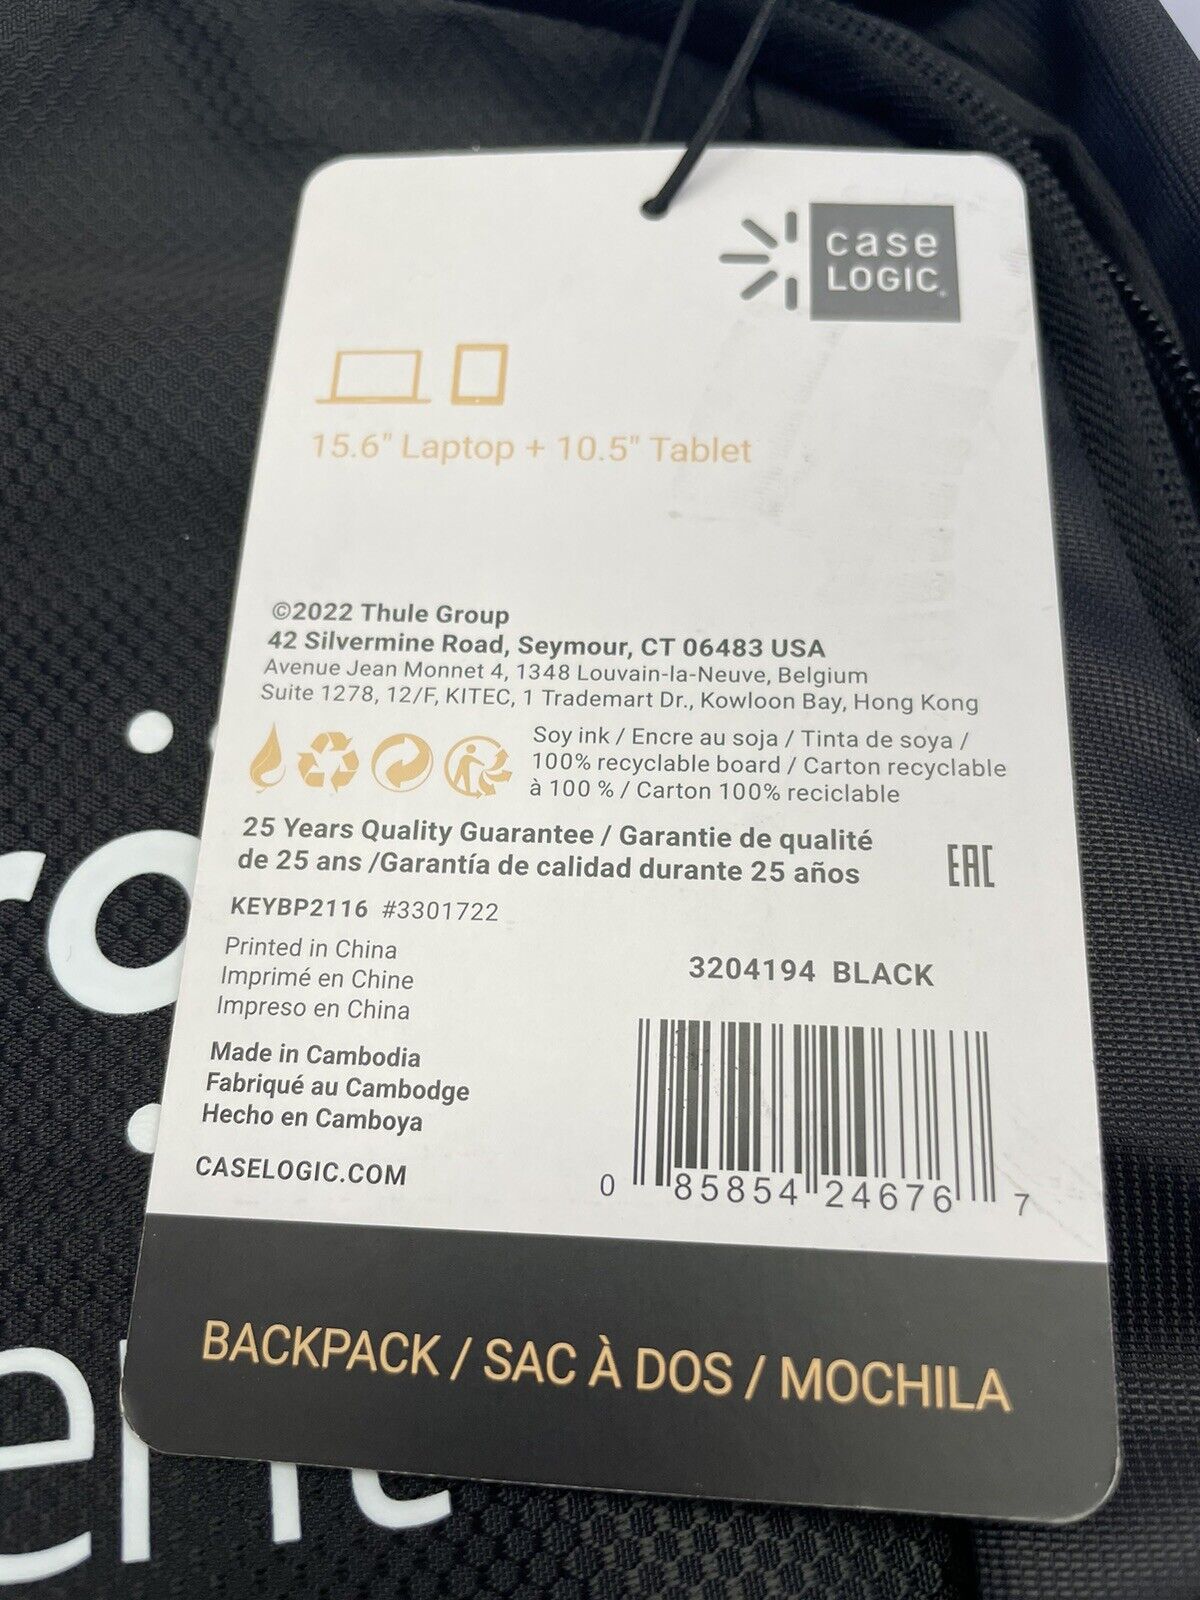 case
LOGIC
15.6" Laptop + 10.5" Tablet
©2022 Thule Group
42 Silvermine Road, Seymour, CT 06483 USA
Avenue Jean Monnet 4, 1348 Louvain-la-Neuve, Belgium
Suite 1278, 12/F, KITEC, 1 Trademart Dr., Kowloon Bay, Hong Kong
Soy ink / Encre au soja / Tinta de soya /
100% recyclable board / Carton recyclable
à 100 % / Carton 100% reciclable
25 Years Quality Guarantee / Garantie de qualité
de 25 ans /Garantía de calidad durante 25 años
EAC
KEYBP2116 #3301722
Printed in China
Imprimé en Chine
Impreso en China
3204194 BLACK
Made in Cambodia
Fabriqué au Cambodge
Hecho en Camboya
CASELOGIC.COM
0 85854 24676 7
BACKPACK / SAC À DOS / MOCHILA